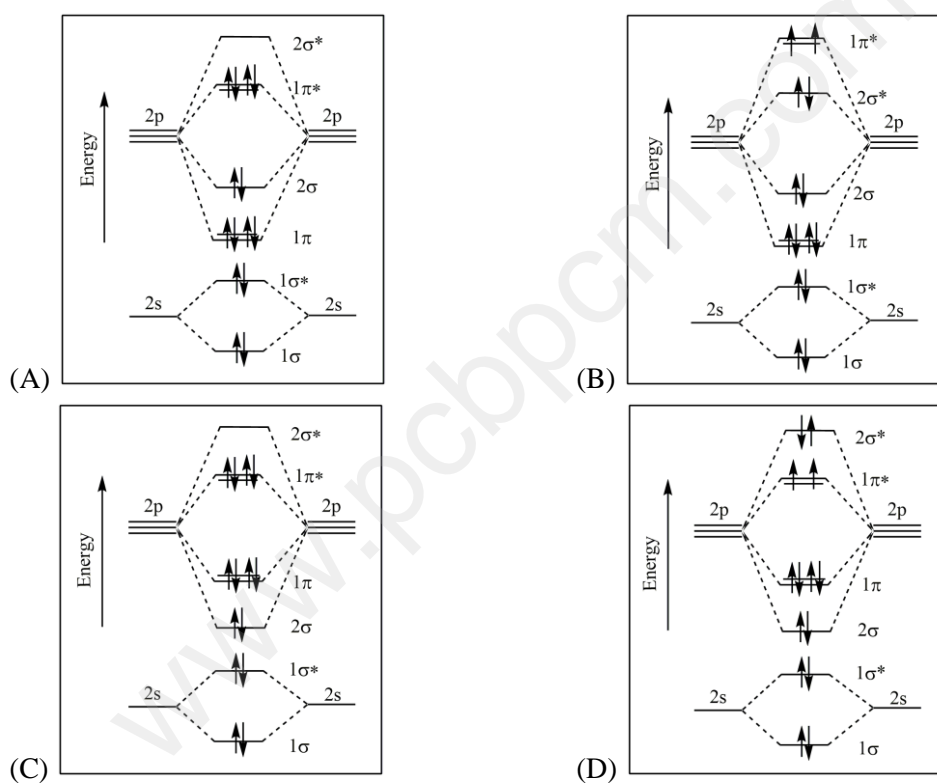 2σ*
1π*
2p 2p
Energy
2σ
1π
1σ*
2s 2s
1σ
(A)
1π*
2σ*
2p 2p
Energy
2σ
1π
1σ*
2s 2s
1σ
(B)
2σ*
1π*
2p 2p
Energy
1π
2σ
1σ*
2s 2s
1σ
(C)
2σ*
1π*
2p 2p
Energy
1π
2σ
1σ*
2s 2s
1σ
(D)
www.pcbpcm.com